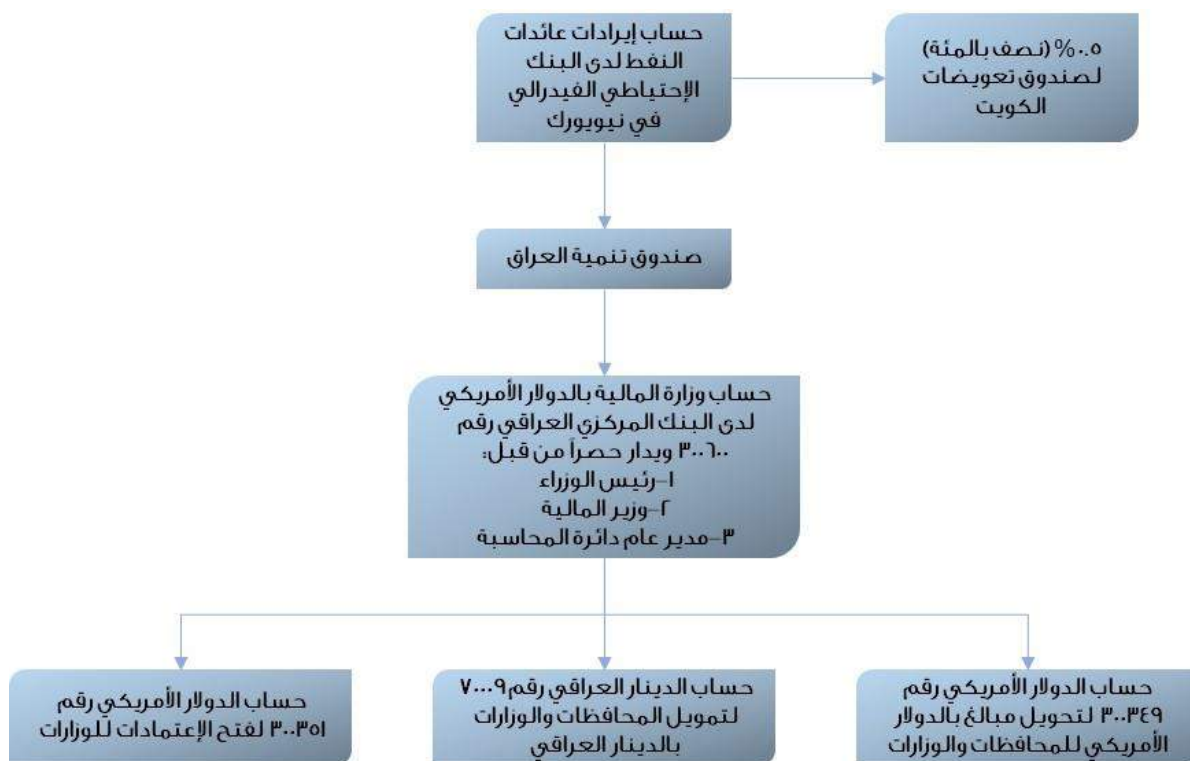 حساب إيرادات عائدات
النفط لدى البنك
الإحتياطي الفيدرالي
في نيويورك
٠.٥% (نصف بالمئة)
لصندوق تعويضات
الكويت
صندوق تنمية العراق
حساب وزارة المالية بالدولار الأمريكي
لدى البنك المركزي العراقي رقم
٣٠٠٦٠٠ ويدار حصراً من قبل:
١-رئيس الوزراء
٢-وزير المالية
٣-مدير عام دائرة المحاسبة
حساب الدولار الأمريكي رقم
٣٠٠٣٤٩ لتحويل مبالغ بالدولار
الأمريكي للمحافظات والوزارات
حساب الدينار العراقي رقم ٧٠٠٠٩
لتمويل المحافظات والوزارات
بالدينار العراقي
حساب الدولار الأمريكي رقم
٣٠٠٣٥١ لفتح الإعتمادات للوزارات